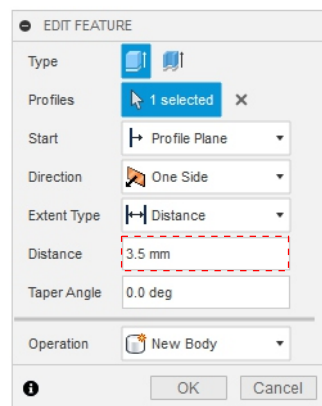 EDIT FEATURE
Type
Profiles 1 selected
Start Profile Plane
Direction One Side
Extent Type Distance
Distance 3.5 mm
Taper Angle 0.0 deg
Operation New Body
OK Cancel